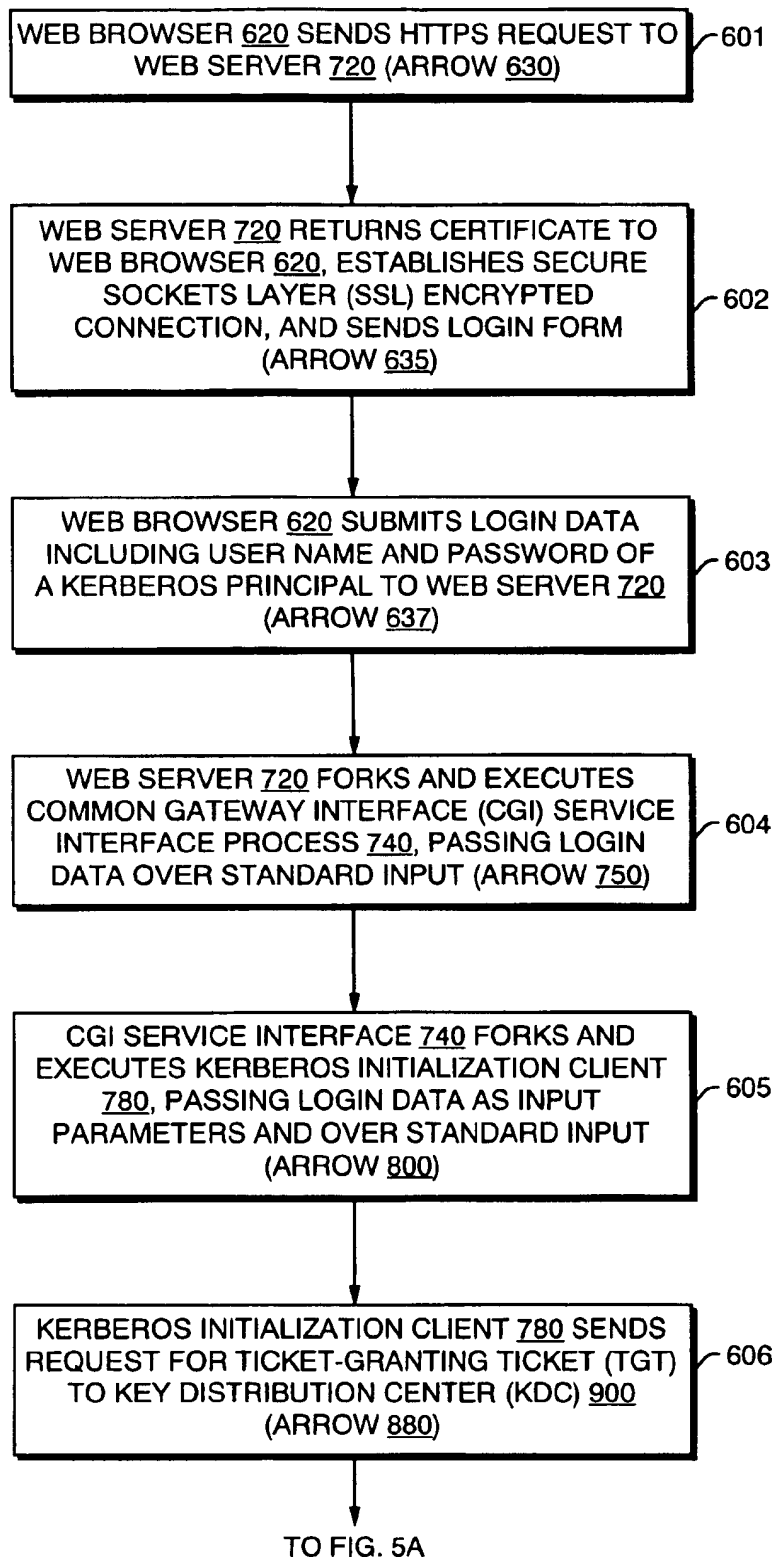 WEB BROWSER 620 SENDS HTTPS REQUEST TO
WEB SERVER 720 (ARROW 630)
601
WEB SERVER 720 RETURNS CERTIFICATE TO
WEB BROWSER 620, ESTABLISHES SECURE
SOCKETS LAYER (SSL) ENCRYPTED
CONNECTION, AND SENDS LOGIN FORM
(ARROW 635)
602
WEB BROWSER 620 SUBMITS LOGIN DATA
INCLUDING USER NAME AND PASSWORD OF
A KERBEROS PRINCIPAL TO WEB SERVER 720
(ARROW 637)
603
WEB SERVER 720 FORKS AND EXECUTES
COMMON GATEWAY INTERFACE (CGI) SERVICE
INTERFACE PROCESS 740, PASSING LOGIN
DATA OVER STANDARD INPUT (ARROW 750)
604
CGI SERVICE INTERFACE 740 FORKS AND
EXECUTES KERBEROS INITIALIZATION CLIENT
780, PASSING LOGIN DATA AS INPUT
PARAMETERS AND OVER STANDARD INPUT
(ARROW 800)
605
KERBEROS INITIALIZATION CLIENT 780 SENDS
REQUEST FOR TICKET-GRANTING TICKET (TGT)
TO KEY DISTRIBUTION CENTER (KDC) 900
(ARROW 880)
606
TO FIG. 5A